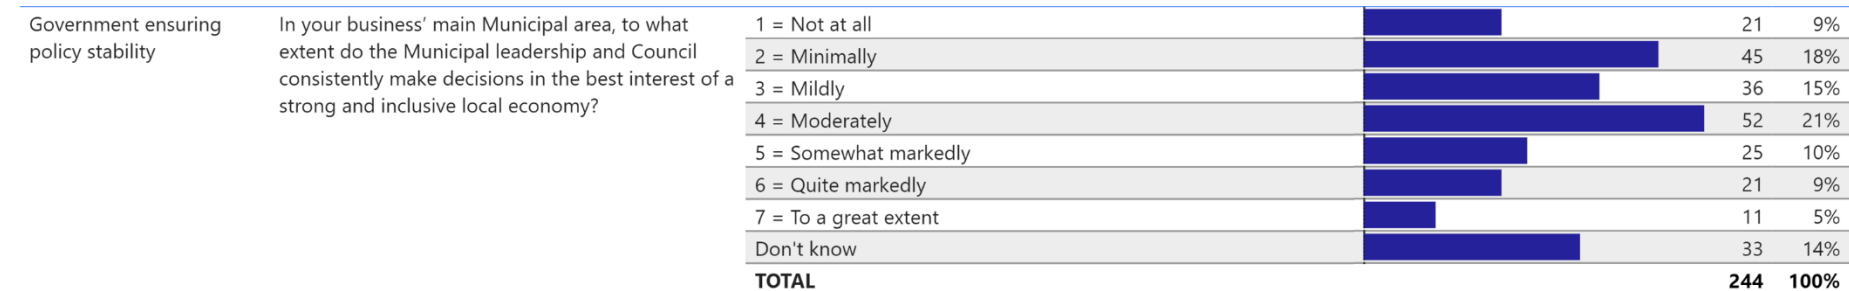 Government ensuring
policy stability
In your business’ main Municipal area, to what
extent do the Municipal leadership and Council
consistently make decisions in the best interest of a
strong and inclusive local economy?
1 = Not at all 21 9%
2 = Minimally 45 18%
3 = Mildly 36 15%
4 = Moderately 52 21%
5 = Somewhat markedly 25 10%
6 = Quite markedly 21 9%
7 = To a great extent 11 5%
Don't know 33 14%
TOTAL 244 100%